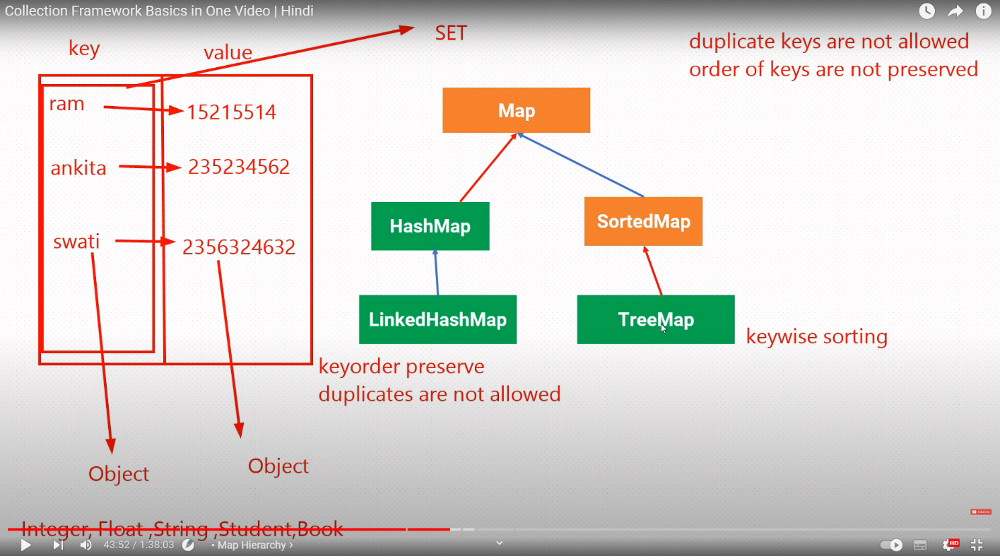 Collection Framework Basics in One Video | Hindi
key
value
SET
duplicate keys are not allowed
order of keys are not preserved
ram
15215514
ankita
235234562
swati
2356324632
Map
HashMap
SortedMap
LinkedHashMap
TreeMap
keywise sorting
keyorder preserve
duplicates are not allowed
Object
Object
Integer, Float ,String ,Student,Book
43:52 / 1:38:03
• Map Hierarchy ›
HD